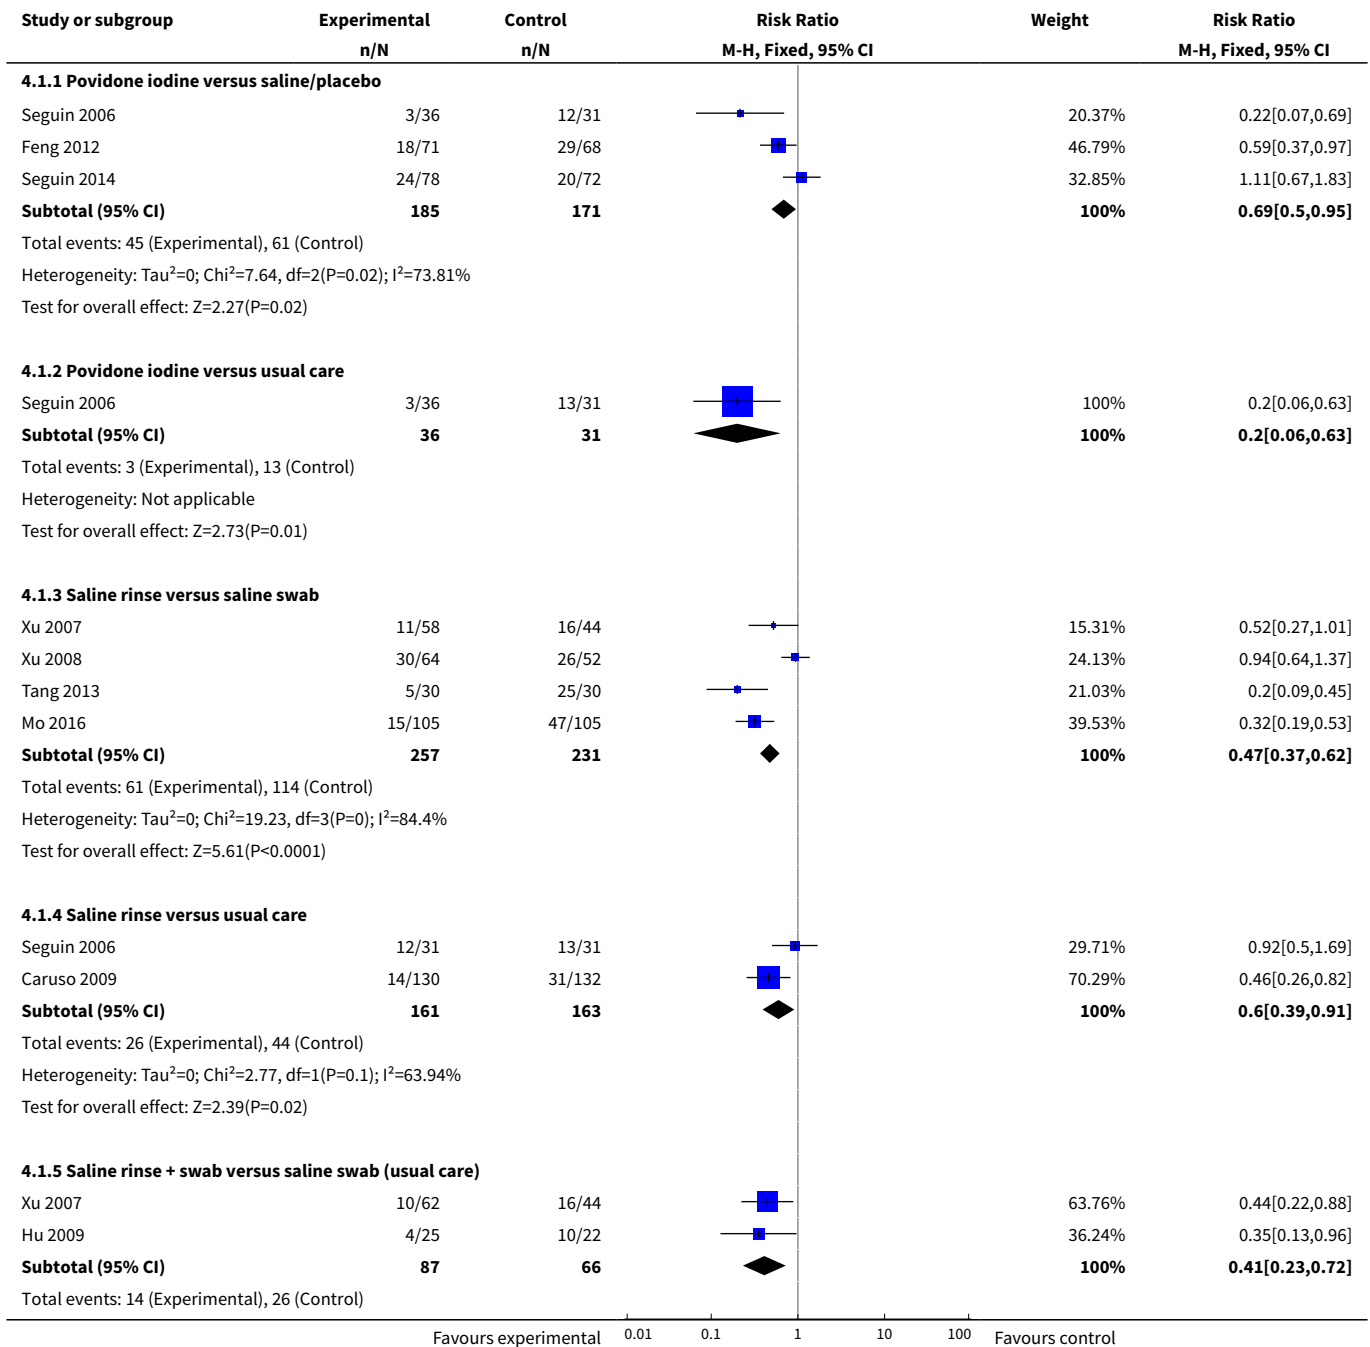 Study or subgroup Experimental Control Risk Ratio Weight Risk Ratio
n/N n/N M-H, Fixed, 95% CI M-H, Fixed, 95% CI
4.1.1 Povidone iodine versus saline/placebo
Seguin 2006 3/36 12/31 20.37% 0.22[0.07,0.69]
Feng 2012 18/71 29/68 46.79% 0.59[0.37,0.97]
Seguin 2014 24/78 20/72 32.85% 1.11[0.67,1.83]
Subtotal (95% CI) 185 171 100% 0.69[0.5,0.95]
Total events: 45 (Experimental), 61 (Control)
Heterogeneity: Tau²=0; Chi²=7.64, df=2(P=0.02); I²=73.81%
Test for overall effect: Z=2.27(P=0.02)
4.1.2 Povidone iodine versus usual care
Seguin 2006 3/36 13/31 100% 0.2[0.06,0.63]
Subtotal (95% CI) 36 31 100% 0.2[0.06,0.63]
Total events: 3 (Experimental), 13 (Control)
Heterogeneity: Not applicable
Test for overall effect: Z=2.73(P=0.01)
4.1.3 Saline rinse versus saline swab
Xu 2007 11/58 16/44 15.31% 0.52[0.27,1.01]
Xu 2008 30/64 26/52 24.13% 0.94[0.64,1.37]
Tang 2013 5/30 25/30 21.03% 0.2[0.09,0.45]
Mo 2016 15/105 47/105 39.53% 0.32[0.19,0.53]
Subtotal (95% CI) 257 231 100% 0.47[0.37,0.62]
Total events: 61 (Experimental), 114 (Control)
Heterogeneity: Tau²=0; Chi²=19.23, df=3(P=0); I²=84.4%
Test for overall effect: Z=5.61(P<0.0001)
4.1.4 Saline rinse versus usual care
Seguin 2006 12/31 13/31 29.71% 0.92[0.5,1.69]
Caruso 2009 14/130 31/132 70.29% 0.46[0.26,0.82]
Subtotal (95% CI) 161 163 100% 0.6[0.39,0.91]
Total events: 26 (Experimental), 44 (Control)
Heterogeneity: Tau²=0; Chi²=2.77, df=1(P=0.1); I²=63.94%
Test for overall effect: Z=2.39(P=0.02)
4.1.5 Saline rinse + swab versus saline swab (usual care)
Xu 2007 10/62 16/44 63.76% 0.44[0.22,0.88]
Hu 2009 4/25 10/22 36.24% 0.35[0.13,0.96]
Subtotal (95% CI) 87 66 100% 0.41[0.23,0.72]
Total events: 14 (Experimental), 26 (Control)
Favours experimental 0.01 0.1 1 10 100 Favours control